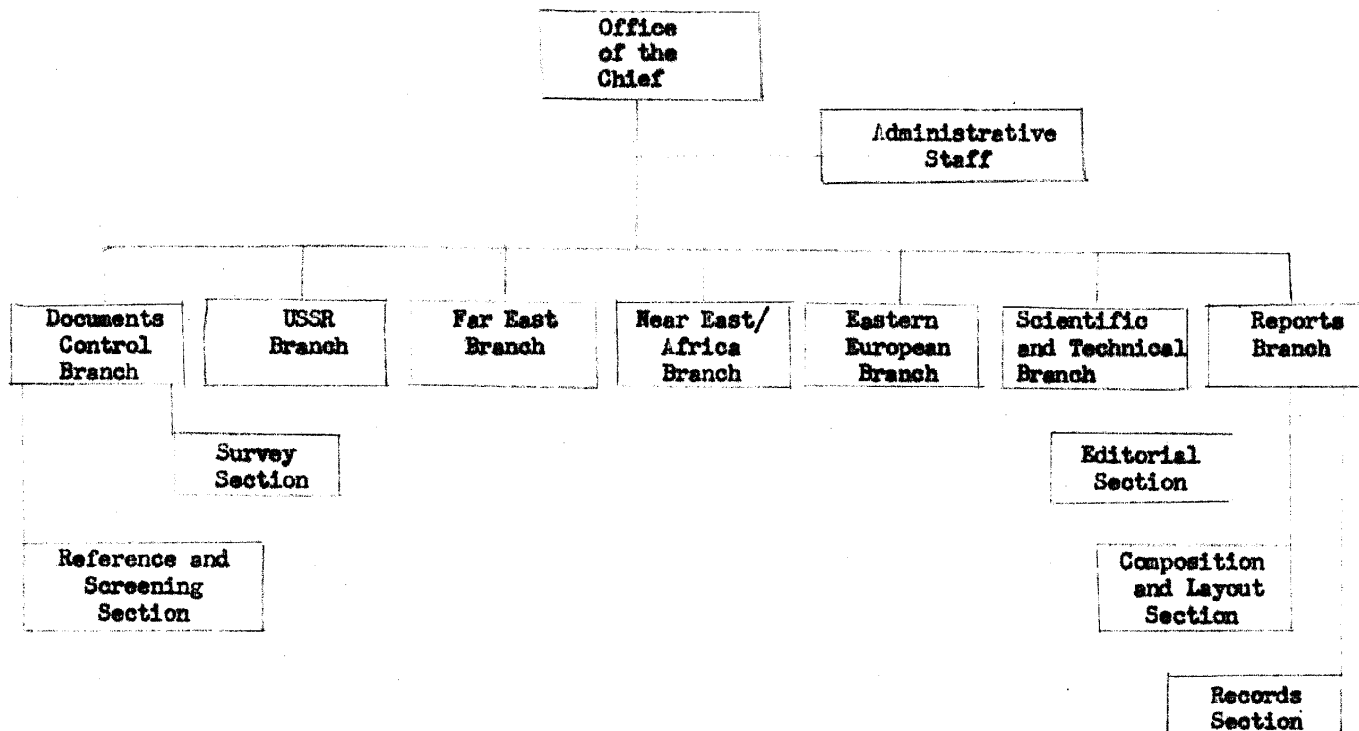 Office
of the
Chief
Administrative
Staff
Documents
Control
Branch
USSR
Branch
Far East
Branch
Near East/
Africa
Branch
Eastern
European
Branch
Scientific
and Technical
Branch
Reports
Branch
Survey
Section
Editorial
Section
Reference and
Screening
Section
Composition
and Layout
Section
Records
Section